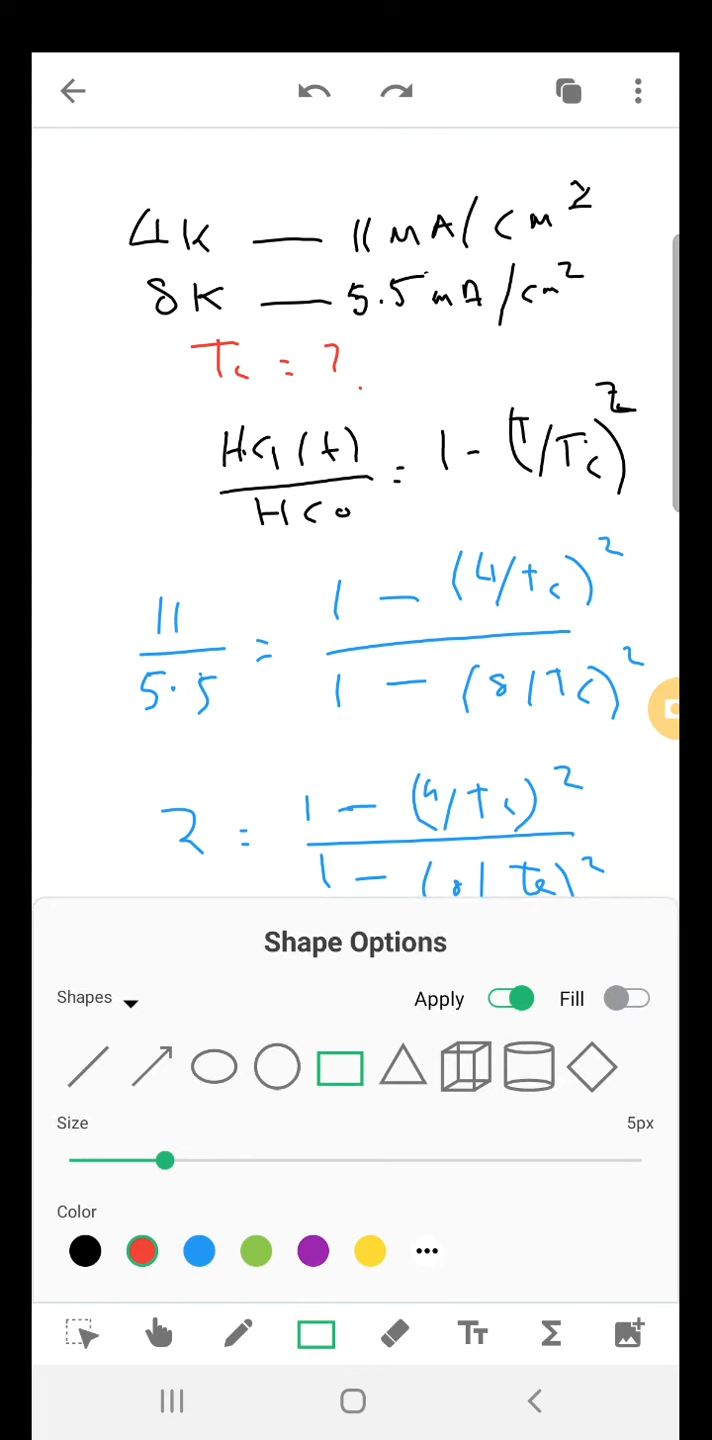 4K — 11 mA/cm²
8K — 5.5 mA/cm²
Tc = ?
Hc1(t)/Hc0 = 1 - (T/Tc)²
11/5.5 = 1 - (4/tc)² / 1 - (8/Tc)²
2 = 1 - (4/tc)² / 1 - (8/tc)²
Shape Options
Shapes Apply Fill
Size 5px
Color
Tт Σ